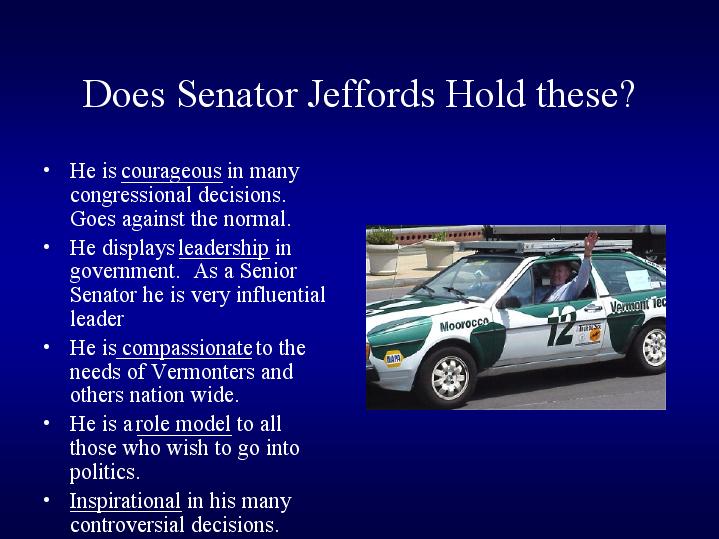 Does Senator Jeffords Hold these?
• He is courageous in many
congressional decisions.
Goes against the normal.
• He displays leadership in
government.  As a Senior
Senator he is very influential
leader
• He is compassionate to the
needs of Vermonters and
others nation wide.
• He is a role model to all
those who wish to go into
politics.
• Inspirational in his many
controversial decisions.
Moorocco
12
Vermont Tec
NAPA